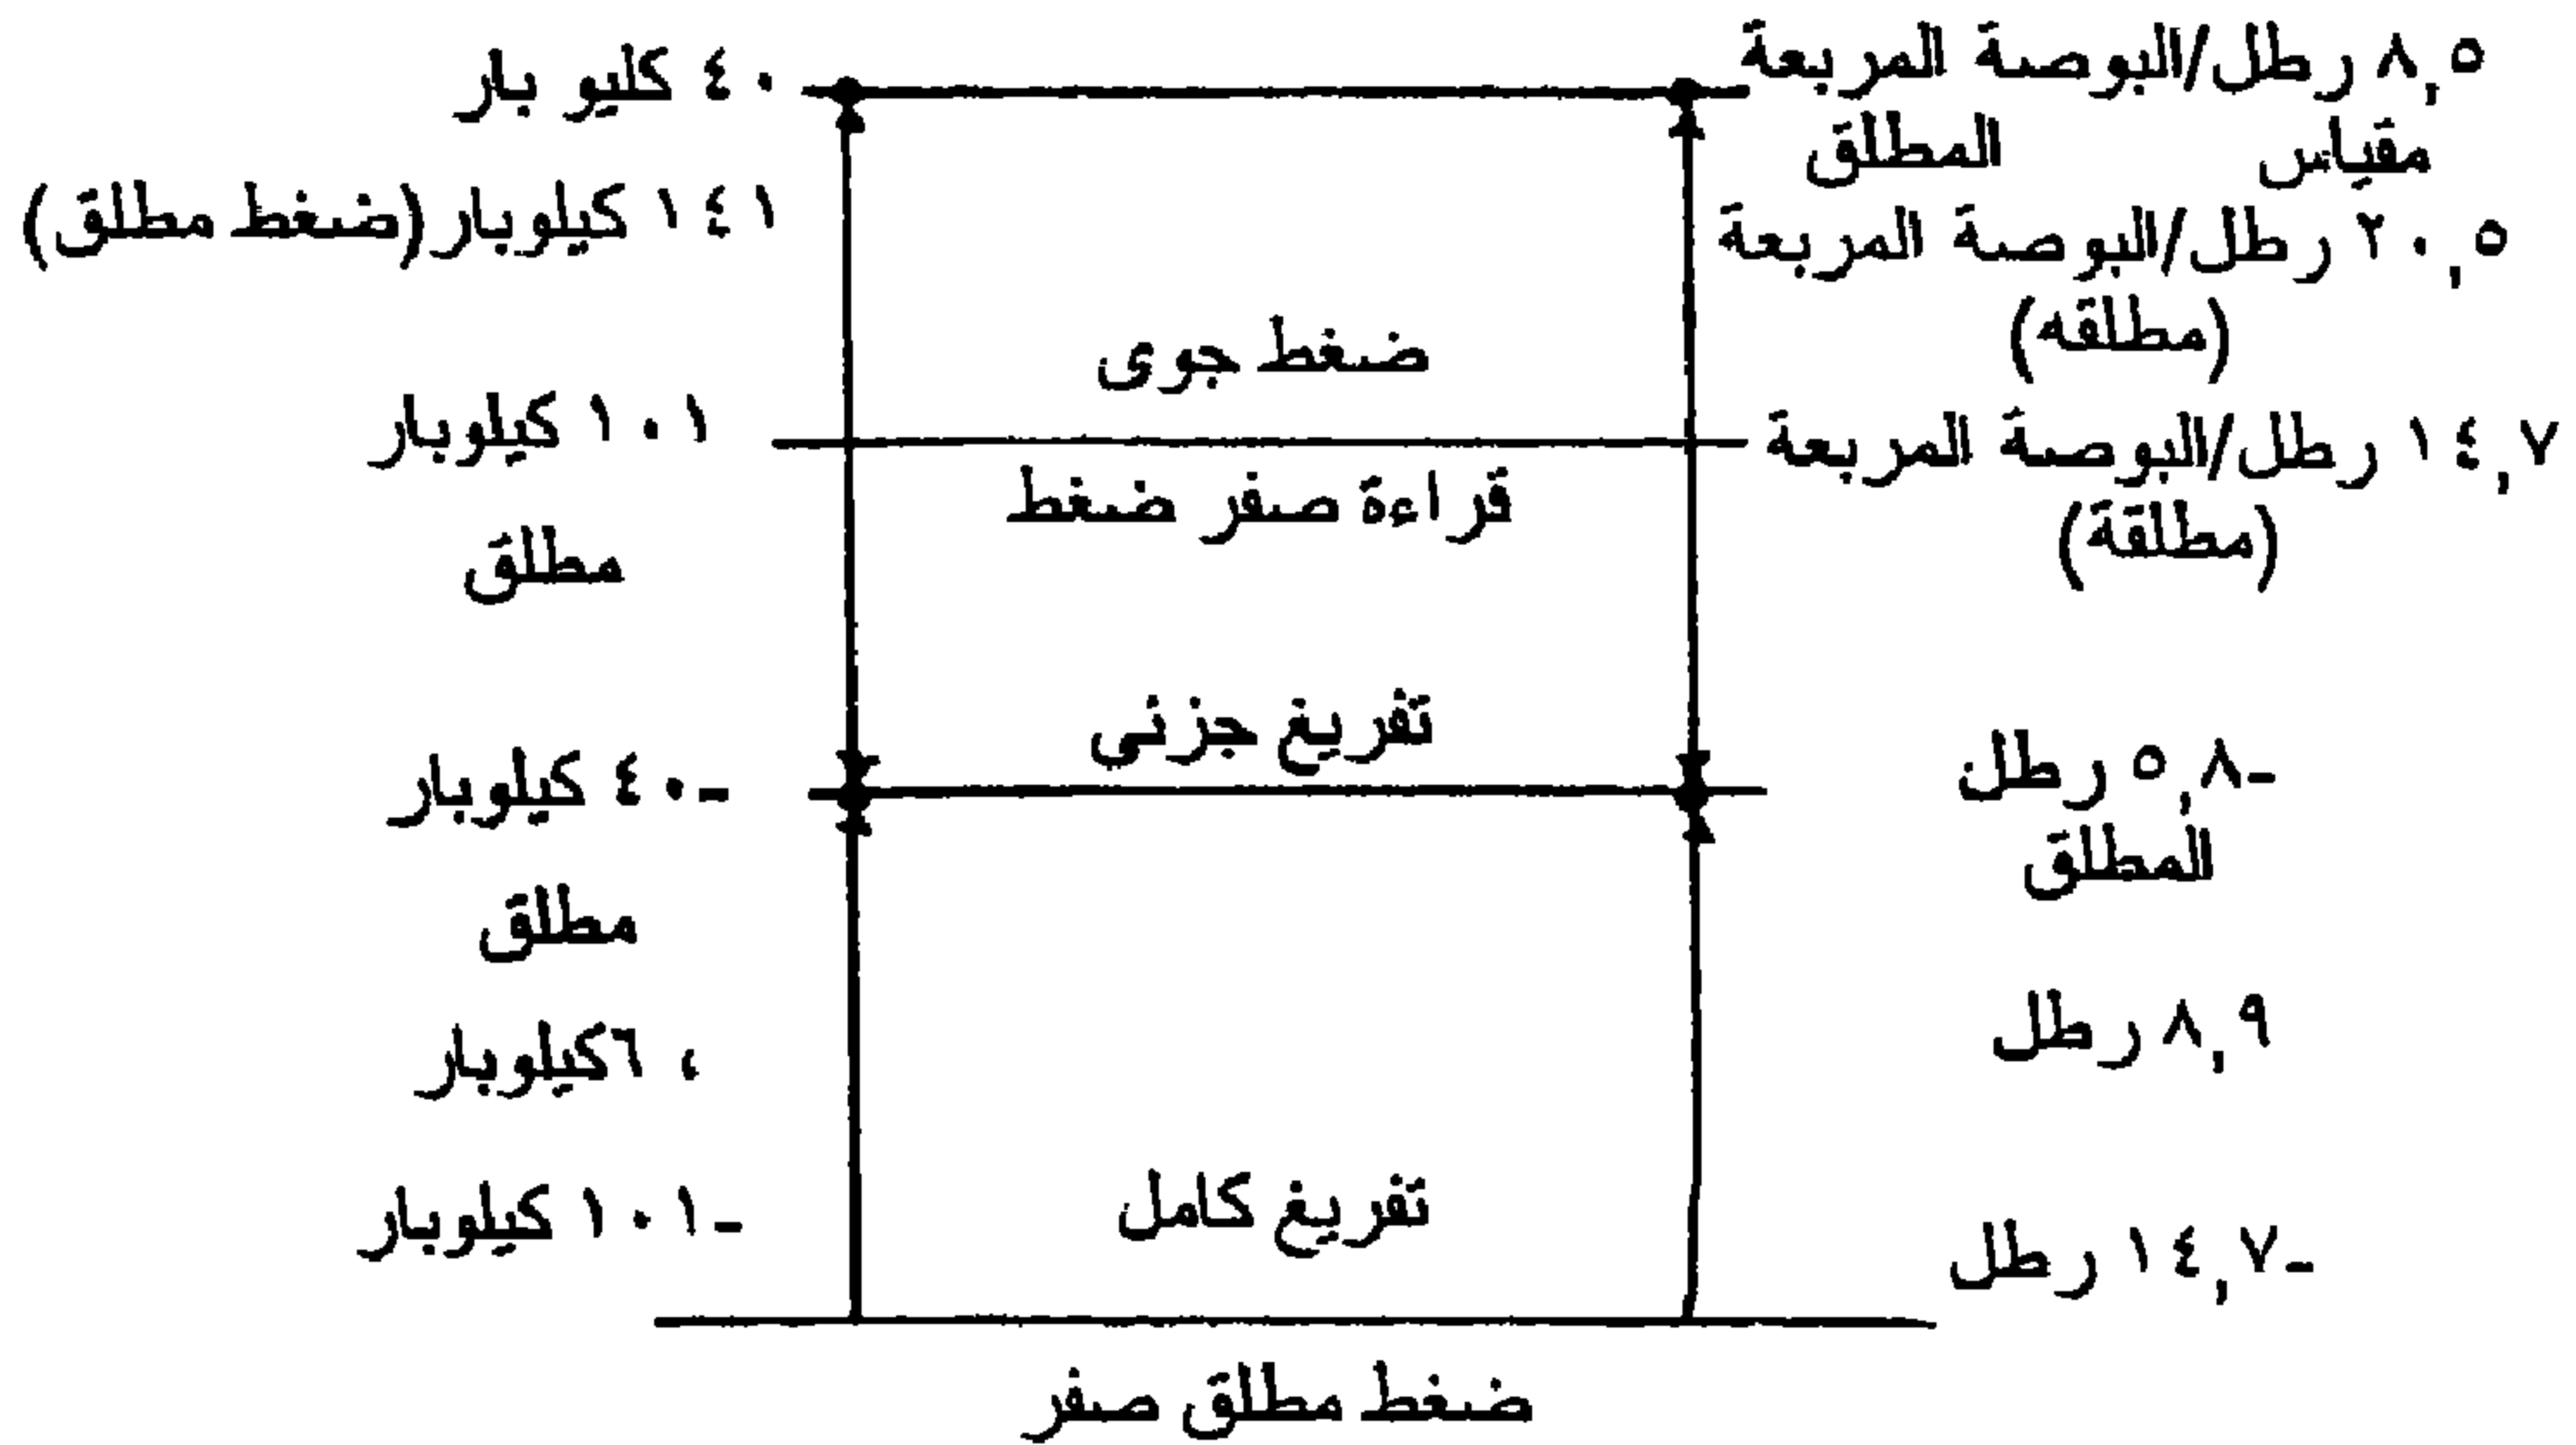 ٨,٥ رطل/البوصة المربعة
مقياس المطلق
٢٠,٥ رطل/البوصة المربعة
(مطلقه)
١٤,٧ رطل/البوصة المربعة
(مطلقة)
-٥,٨ رطل
المطلق
٨,٩ رطل
-١٤,٧ رطل
ضغط جوى
قراءة صفر ضغط
تفريغ جزئى
تفريغ كامل
ضغط مطلق صفر
٤٠ كليو بار
١٤١ كيلوبار (ضغط مطلق)
١٠١ كيلوبار
مطلق
-٤٠ كيلوبار
مطلق
، ٦كيلوبار
-١٠١ كيلوبار